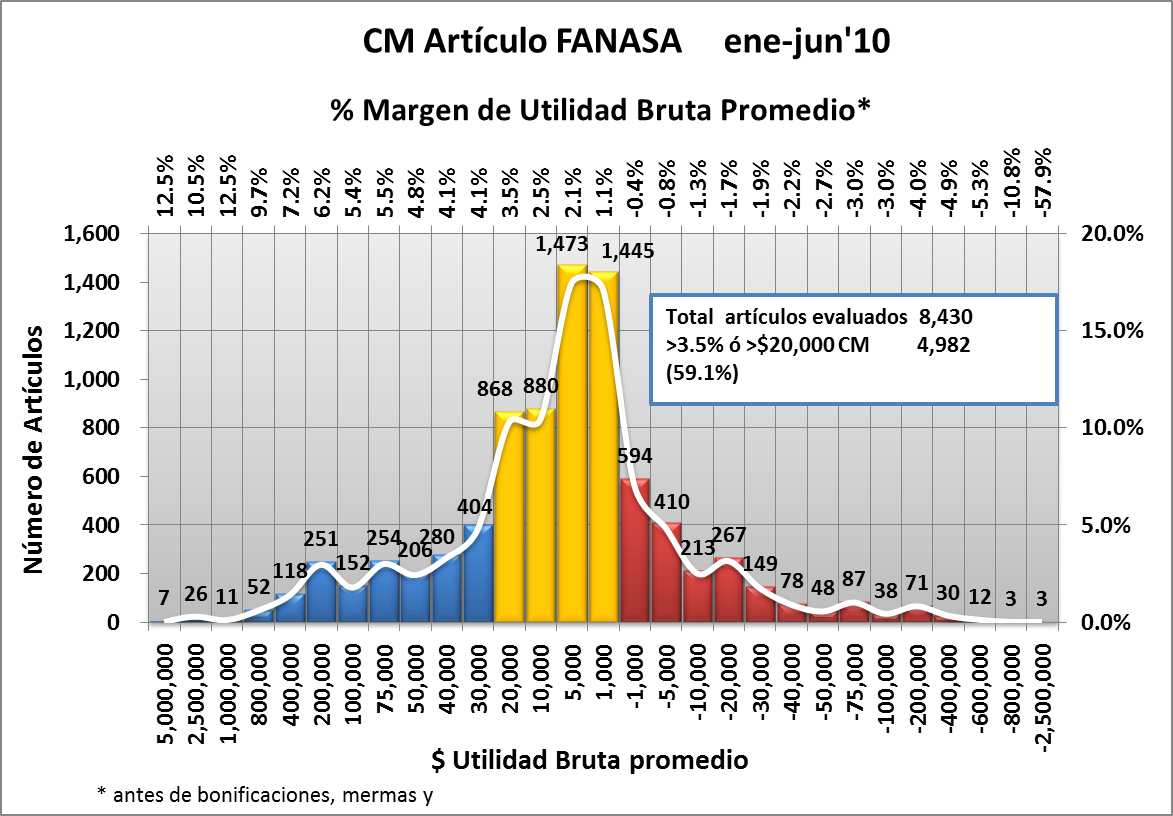 CM Artículo FANASA ene-jun'10
% Margen de Utilidad Bruta Promedio*
12.5% 10.5% 12.5% 9.7% 7.2% 6.2% 5.4% 5.5% 4.8% 4.1% 4.1% 3.5% 2.5% 2.1% 1.1% -0.4% -0.8% -1.3% -1.7% -1.9% -2.2% -2.7% -3.0% -3.0% -4.0% -4.9% -5.3% -10.8% -57.9%
Número de Artículos
1,600
1,400
1,200
1,000
800
600
400
200
0
7 26 11 52 118 251 152 254 206 280 404 868 880 1,473 1,445 594 410 213 267 149 78 48 87 38 71 30 12 3 3
Total artículos evaluados 8,430
>3.5% ó >$20,000 CM 4,982
(59.1%)
20.0%
15.0%
10.0%
5.0%
0.0%
5,000,000 2,500,000 1,000,000 800,000 400,000 200,000 100,000 75,000 50,000 40,000 30,000 20,000 10,000 5,000 1,000 -1,000 -5,000 -10,000 -20,000 -30,000 -40,000 -50,000 -75,000 -100,000 -200,000 -400,000 -600,000 -800,000 -2,500,000
$ Utilidad Bruta promedio
* antes de bonificaciones, mermas y